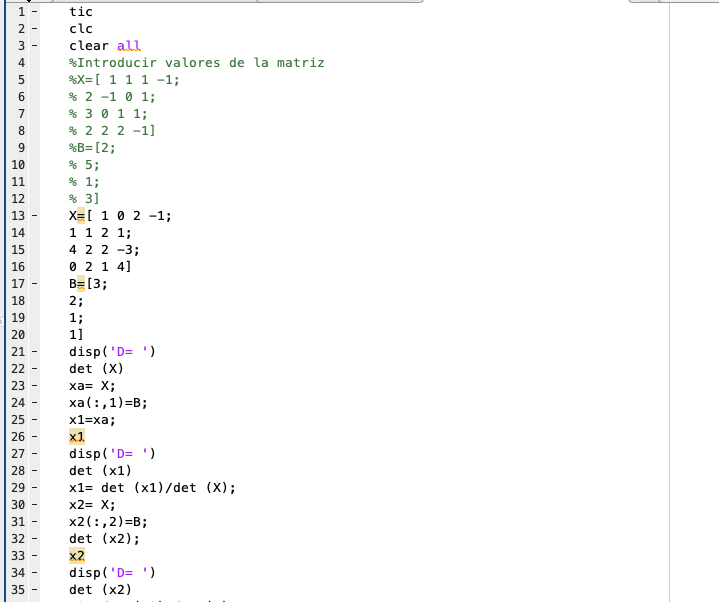 1 - tic
2 - clc
3 - clear all
4 %Introducir valores de la matriz
5 %X=[ 1 1 1 -1;
6 % 2 -1 0 1;
7 % 3 0 1 1;
8 % 2 2 2 -1]
9 %B=[2;
10 % 5;
11 % 1;
12 % 3]
13 - X=[ 1 0 2 -1;
14 1 1 2 1;
15 4 2 2 -3;
16 0 2 1 4]
17 - B=[3;
18 2;
19 1;
20 1]
21 - disp('D= ')
22 - det (X)
23 - xa= X;
24 - xa(:,1)=B;
25 - x1=xa;
26 - x1
27 - disp('D= ')
28 - det (x1)
29 - x1= det (x1)/det (X);
30 - x2= X;
31 - x2(:,2)=B;
32 - det (x2);
33 - x2
34 - disp('D= ')
35 - det (x2)